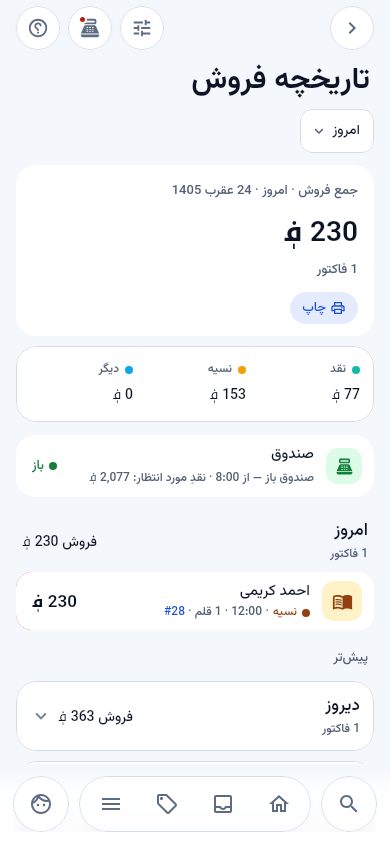 تاریخچه فروش
امروز
جمع فروش · امروز · 24 عقرب 1405
230 ؋
1 فاکتور
چاپ
نقد
77 ؋
نسیه
153 ؋
دیگر
0 ؋
صندوق
صندوق باز — از 8:00 · نقدِ مورد انتظار: 2,077 ؋
باز
امروز
1 فاکتور
فروش 230 ؋
احمد کریمی
نسیه · 12:00 · 1 قلم · #28
230 ؋
پیش‌تر
دیروز
1 فاکتور
فروش 363 ؋